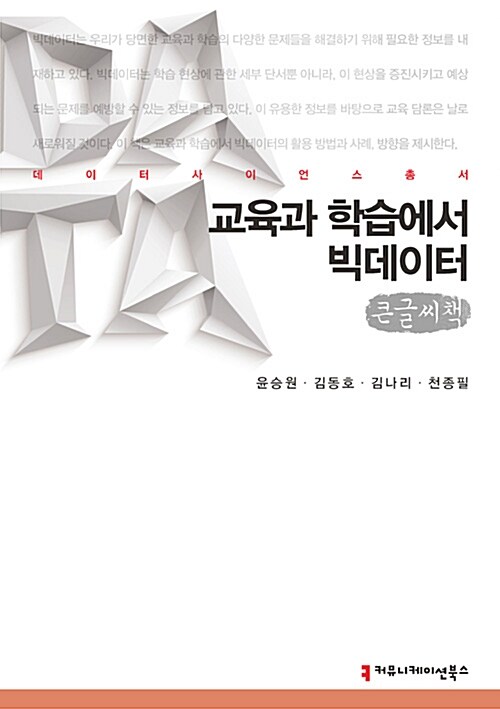 빅데이터는 우리가 당면한 교육과 학습의 다양한 문제들을 해결하기 위해 필요한 정보를 내
재하고 있다. 빅데이터는 학습 현상에 관한 세부 단서뿐 아니라, 이 현상을 증진시키고 예상
되는 문제를 예방할 수 있는 정보를 담고 있다. 이 유용한 정보를 바탕으로 교육 담론은 날로
새로워질 것이다. 이 책은 교육과 학습에서 빅데이터의 활용 방법과 사례, 방향을 제시한다.
DA
TA
데이터사이언스총서
교육과 학습에서
빅데이터
큰글씨책
윤승원 · 김동호 · 김나리 · 천종필
커뮤니케이션북스